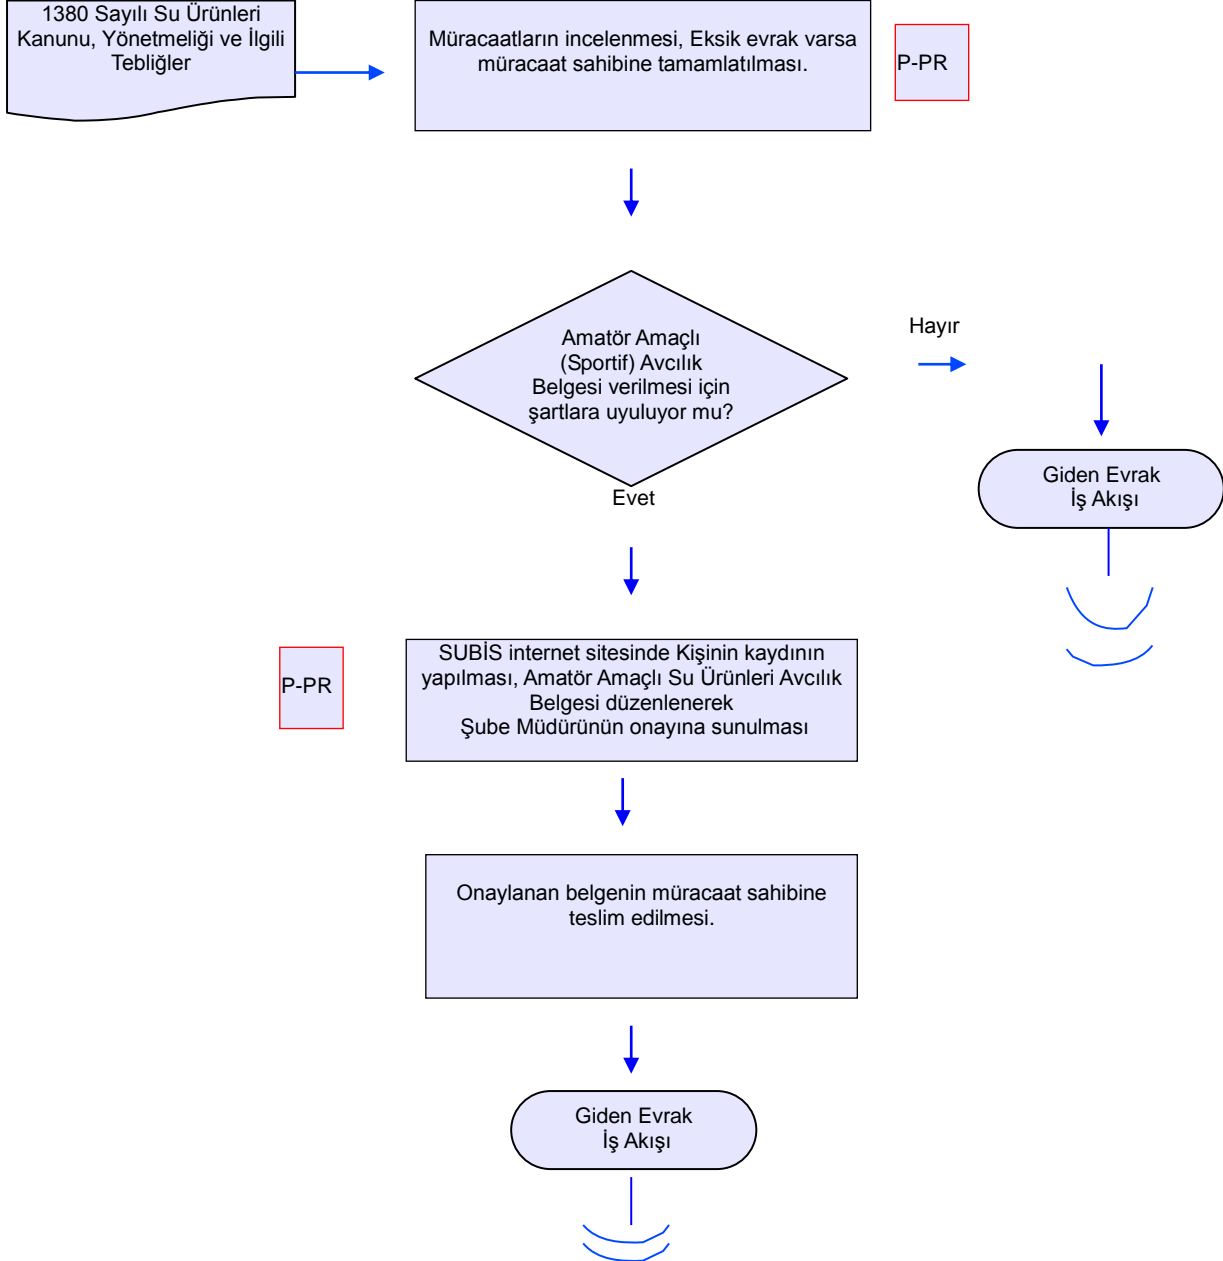 1380 Sayılı Su Ürünleri
Kanunu, Yönetmeliği ve İlgili
Tebliğler
Müracaatların incelenmesi, Eksik evrak varsa
müracaat sahibine tamamlatılması.
P-PR
Amatör Amaçlı
(Sportif) Avcılık
Belgesi verilmesi için
şartlara uyuluyor mu?
Hayır
Giden Evrak
İş Akışı
Evet
P-PR
SUBİS internet sitesinde Kişinin kaydının
yapılması, Amatör Amaçlı Su Ürünleri Avcılık
Belgesi düzenlenerek
Şube Müdürünün onayına sunulması
Onaylanan belgenin müracaat sahibine
teslim edilmesi.
Giden Evrak
İş Akışı